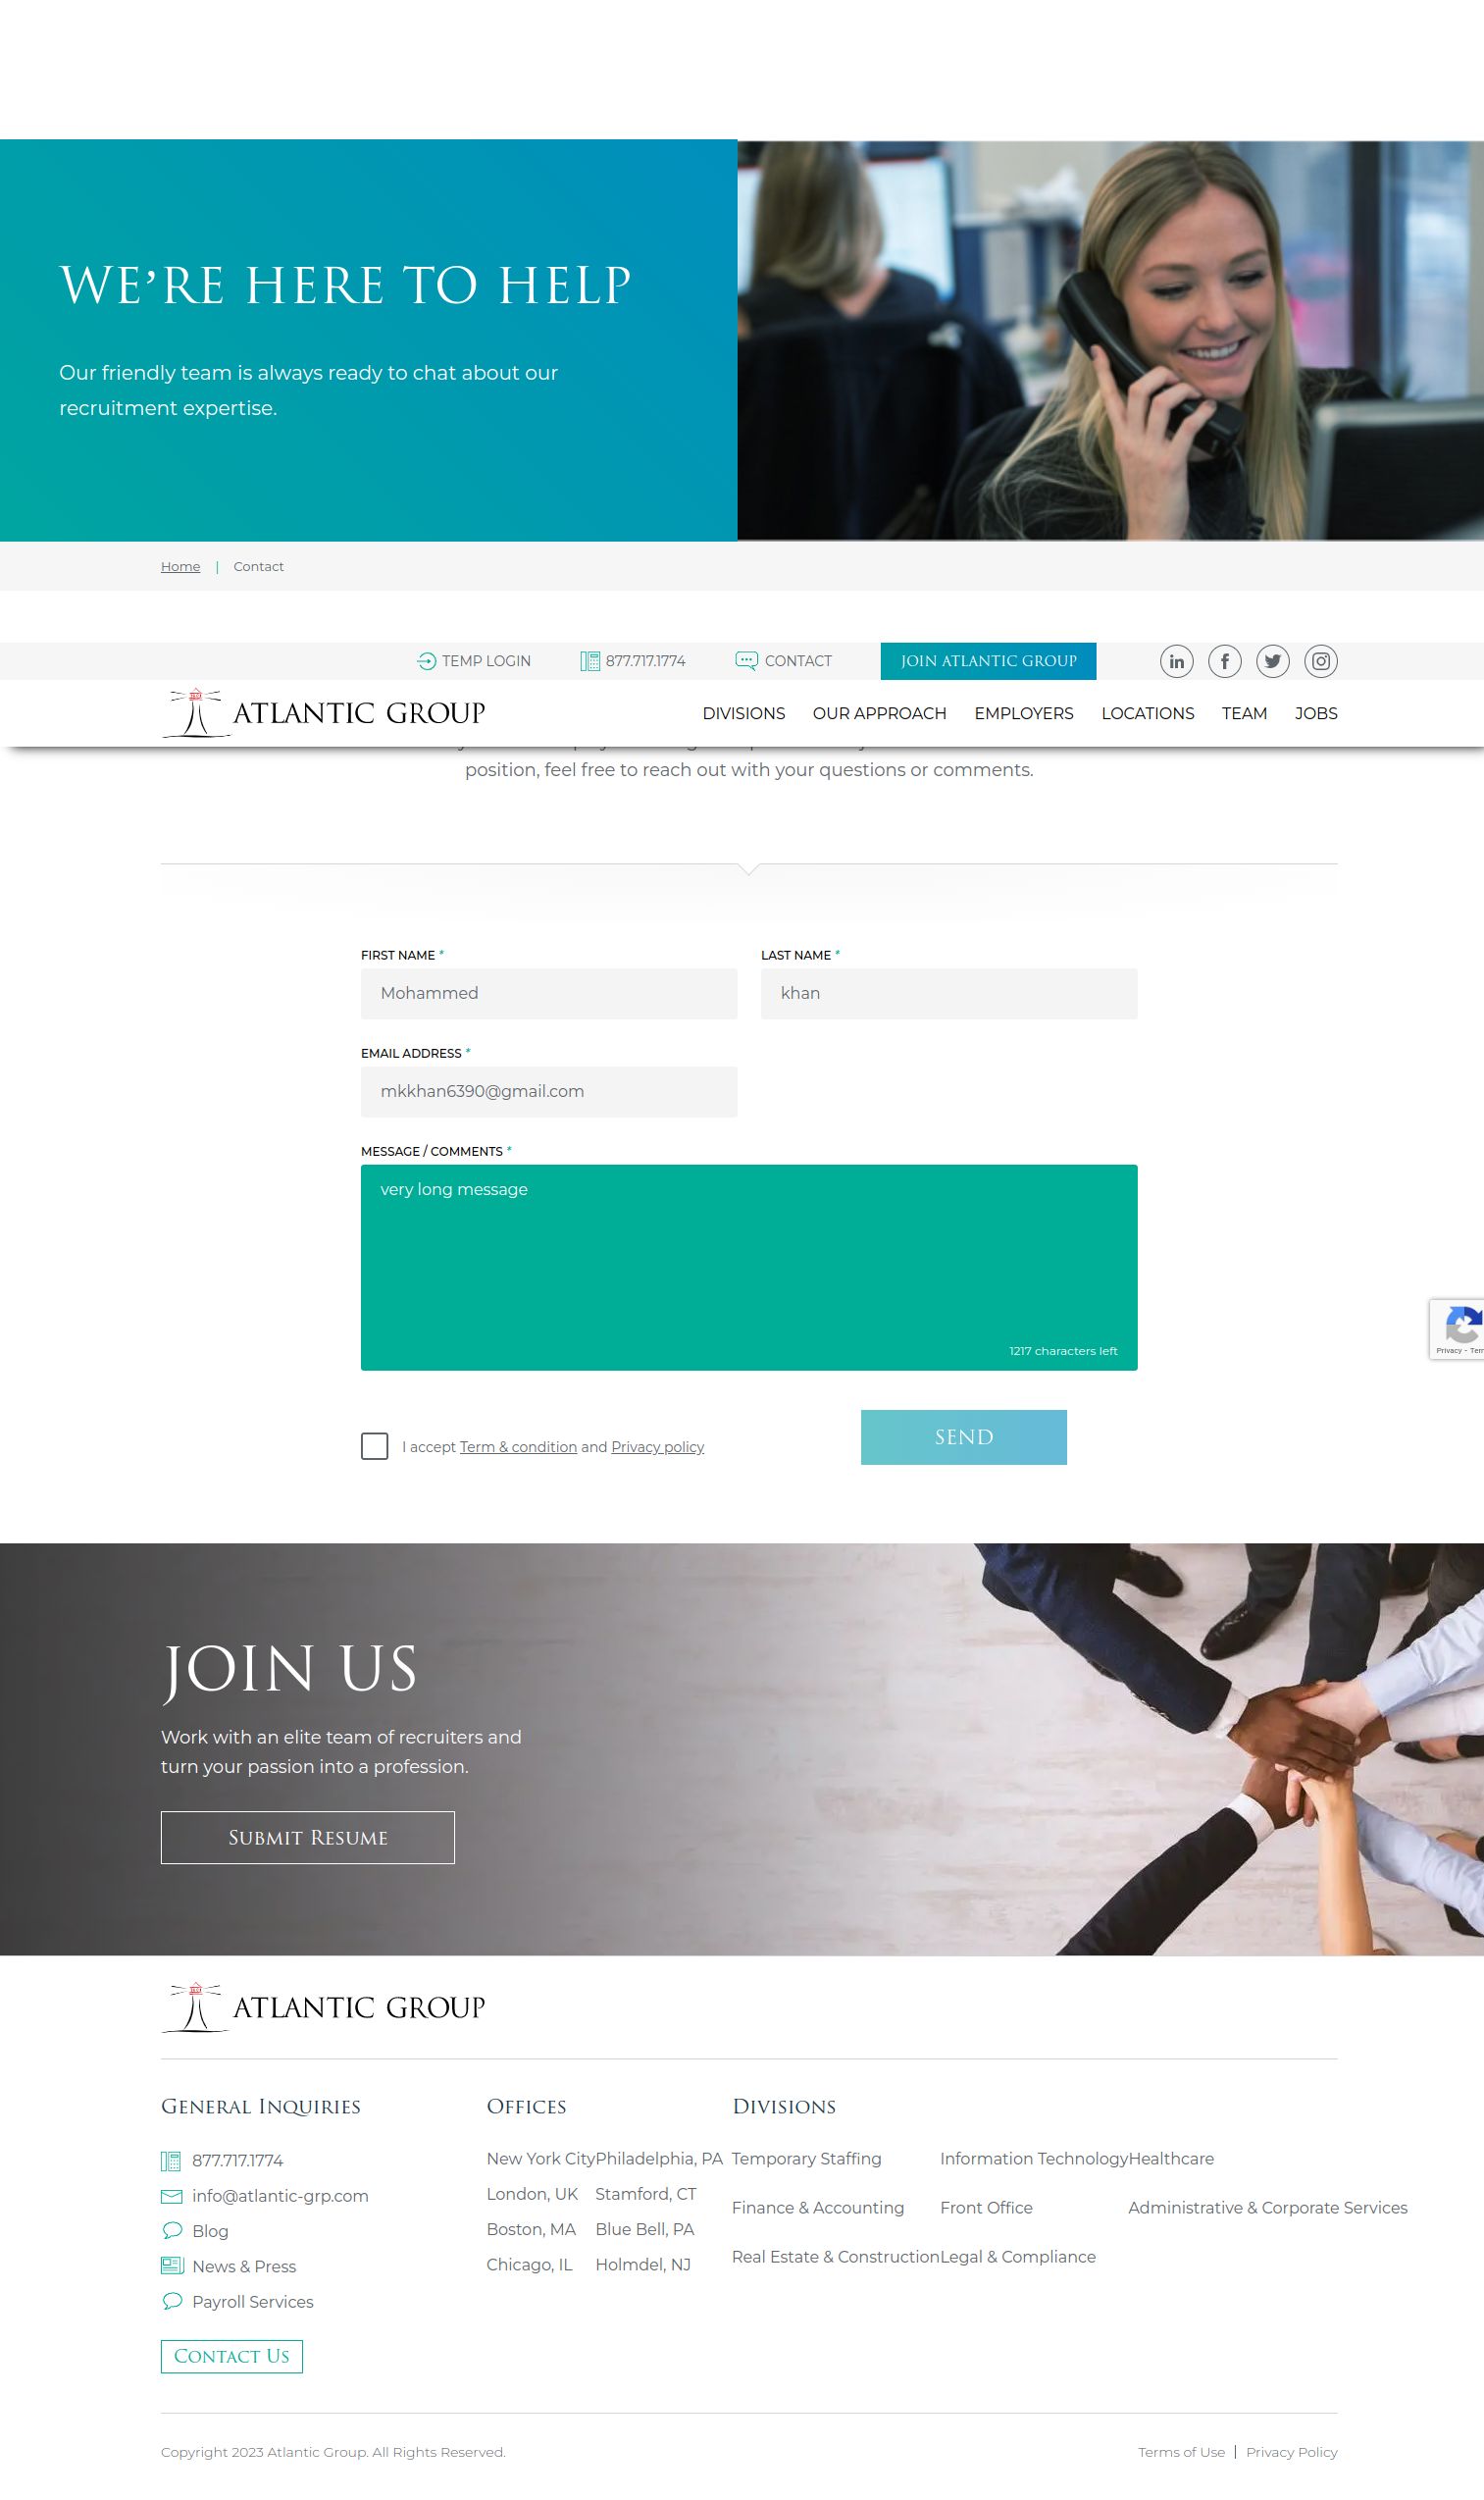 WE'RE HERE TO HELP
Our friendly team is always ready to chat about our
recruitment expertise.
Home | Contact
TEMP LOGIN 877.717.1774 CONTACT JOIN ATLANTIC GROUP
ATLANTIC GROUP DIVISIONS OUR APPROACH EMPLOYERS LOCATIONS TEAM JOBS
position, feel free to reach out with your questions or comments.
FIRST NAME * LAST NAME *
Mohammed khan
EMAIL ADDRESS *
mkkhan6390@gmail.com
MESSAGE / COMMENTS *
very long message
1217 characters left
Privacy -
I accept Term & condition and Privacy policy SEND
JOIN US
Work with an elite team of recruiters and
turn your passion into a profession.
SUBMIT RESUME
ATLANTIC GROUP
GENERAL INQUIRIES OFFICES DIVISIONS
877.717.1774
info@atlantic-grp.com
Blog
News & Press
Payroll Services
CONTACT US
New York City Philadelphia, PA
London, UK Stamford, CT
Boston, MA Blue Bell, PA
Chicago, IL Holmdel, NJ
Temporary Staffing Information Technology Healthcare
Finance & Accounting Front Office Administrative & Corporate Services
Real Estate & Construction Legal & Compliance
Copyright 2023 Atlantic Group. All Rights Reserved. Terms of Use | Privacy Policy